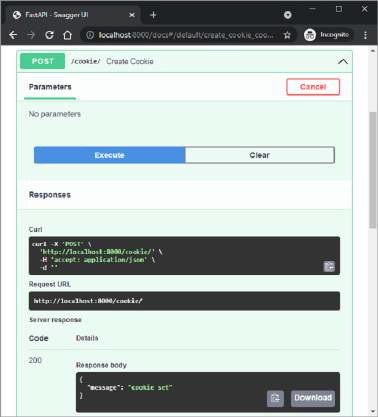 FastAPI - Swagger UI
localhost:8000/docs#/default/create_cookie_coo...
Incognito
POST /cookie/ Create Cookie
Parameters
Cancel
No parameters
Execute
Clear
Responses
Curl
curl -X 'POST' \
'http://localhost:8000/cookie/' \
-H 'accept: application/json' \
-d ''
Request URL
http://localhost:8000/cookie/
Server response
Code Details
200
Response body
{
"message": "cookie set"
}
Download